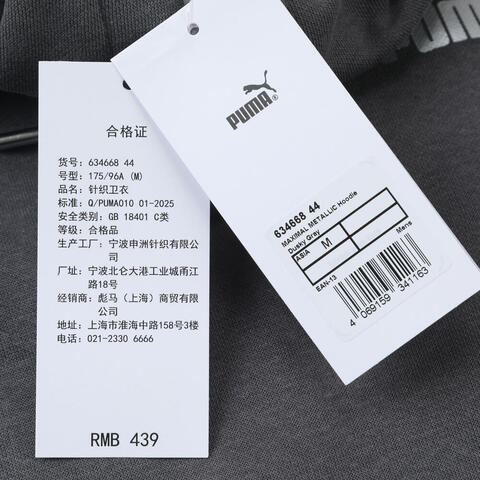 合格证
货号: 634668 44
号型: 175/96A (M)
品名: 针织卫衣
标准: Q/PUMA010 01-2025
安全类别: GB 18401 C类
等级: 合格品
生产工厂: 宁波申洲针织有限公司
厂址: 宁波北仑大港工业城甬江路18号
经销商: 彪马（上海）商贸有限公司
地址: 上海市淮海中路158号3楼
电话: 021-2330 6666
RMB 439
PUMA
634668 44
MAXIMAL METALLIC Hoodie
Dusky Gray
ASIA M
Mens
EAN-13
4 069159 341163
PUMA